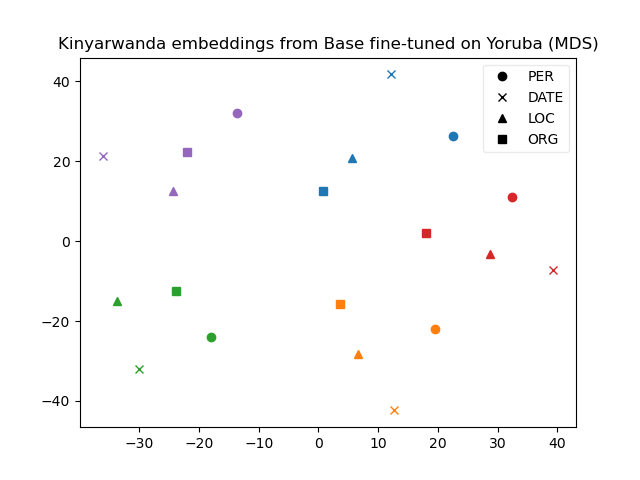 Kinyarwanda embeddings from Base fine-tuned on Yoruba (MDS)
PER
DATE
LOC
ORG
40
20
0
−20
−40
−30 −20 −10 0 10 20 30 40